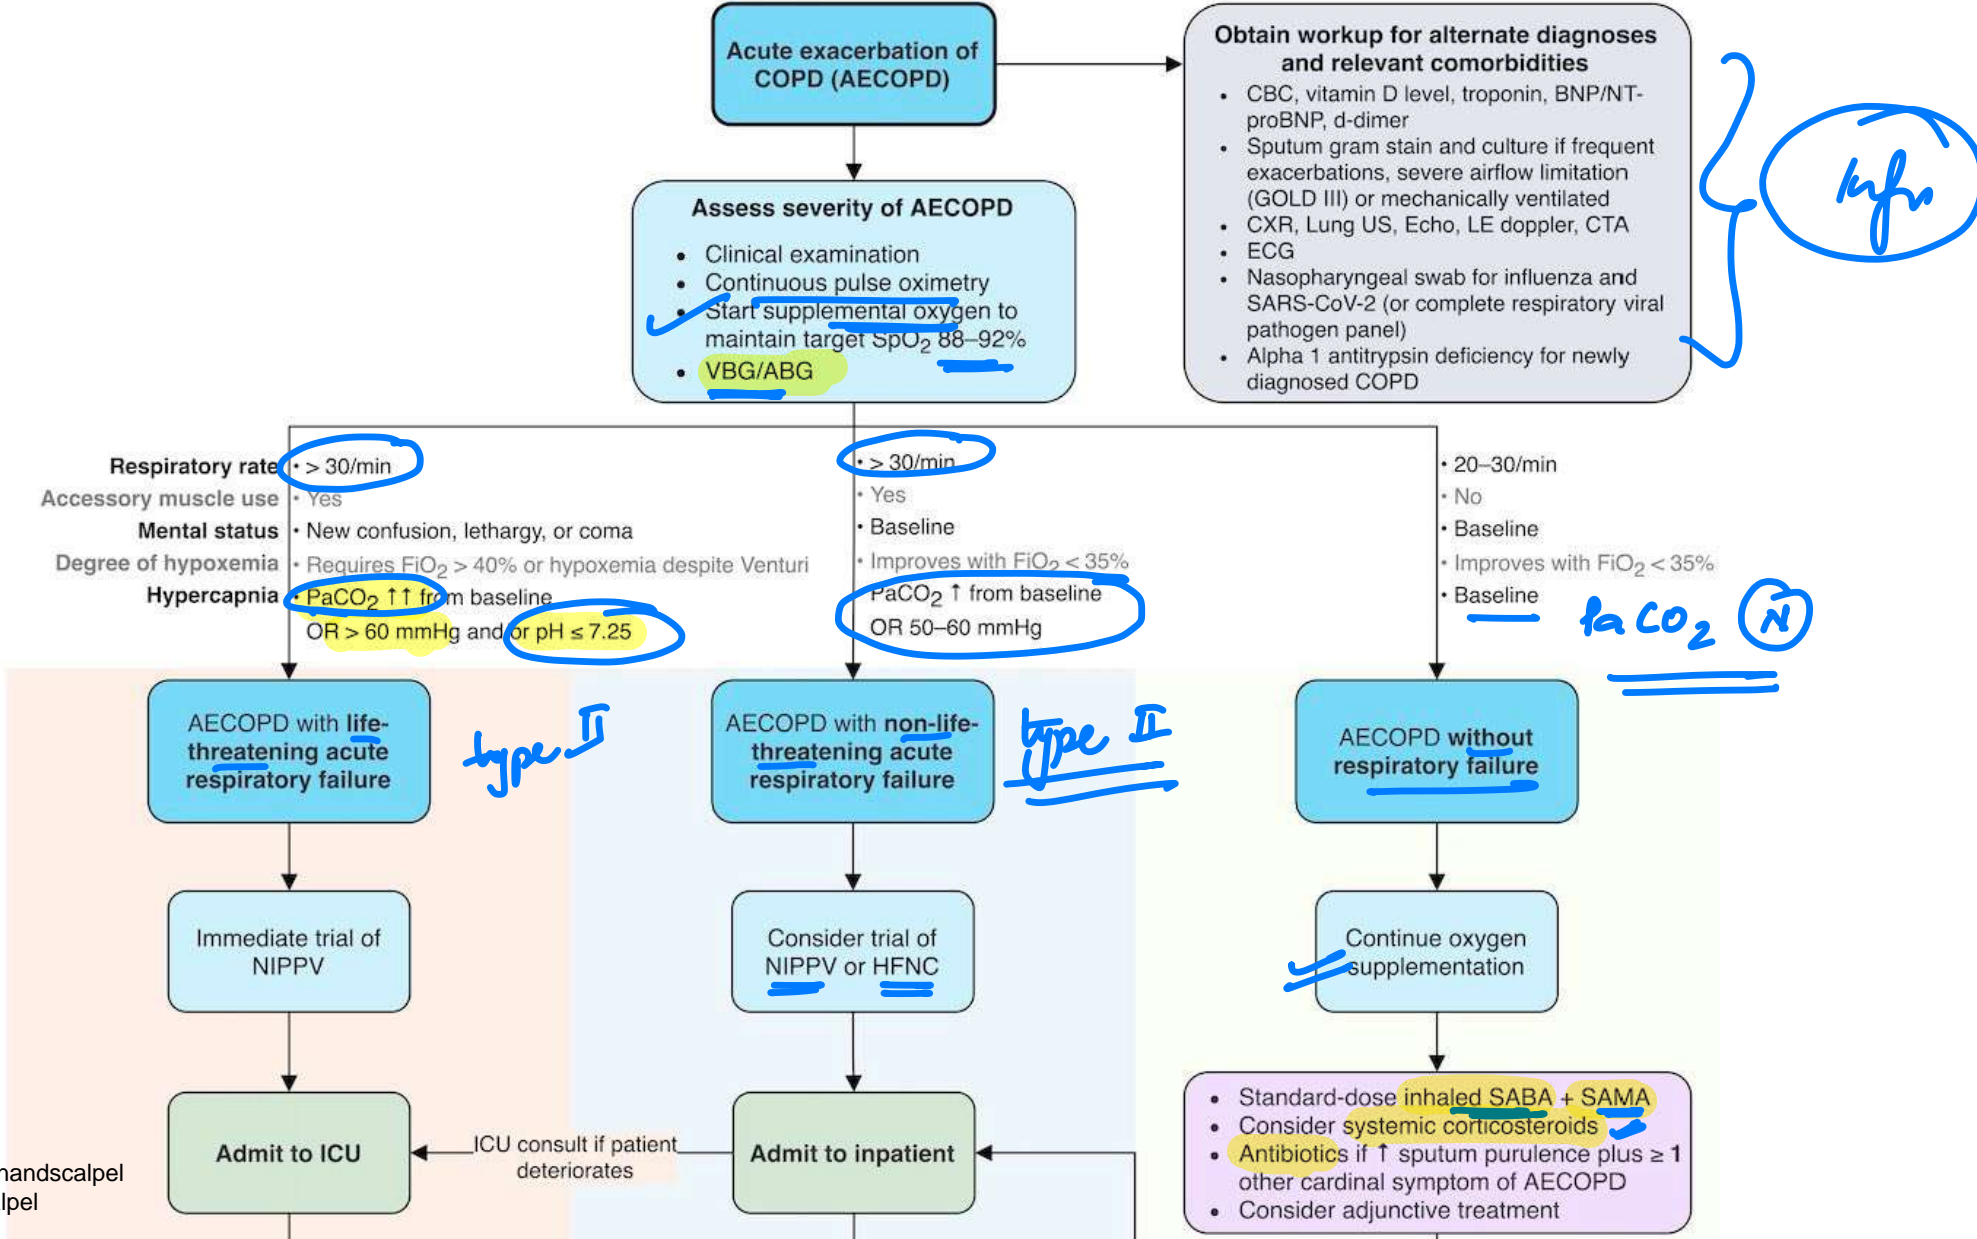 Acute exacerbation of
COPD (AECOPD)
Obtain workup for alternate diagnoses
and relevant comorbidities
• CBC, vitamin D level, troponin, BNP/NT-
proBNP, d-dimer
• Sputum gram stain and culture if frequent
exacerbations, severe airflow limitation
(GOLD III) or mechanically ventilated
• CXR, Lung US, Echo, LE doppler, CTA
• ECG
• Nasopharyngeal swab for influenza and
SARS-CoV-2 (or complete respiratory viral
pathogen panel)
• Alpha 1 antitrypsin deficiency for newly
diagnosed COPD
Assess severity of AECOPD
• Clinical examination
• Continuous pulse oximetry
• Start supplemental oxygen to
maintain target SpO2 88–92%
• VBG/ABG
Respiratory rate
Accessory muscle use
Mental status
Degree of hypoxemia
Hypercapnia
• > 30/min
• Yes
• New confusion, lethargy, or coma
• Requires FiO2 > 40% or hypoxemia despite Venturi
• PaCO2 ↑↑ from baseline
OR > 60 mmHg and or pH ≤ 7.25
• > 30/min
• Yes
• Baseline
• Improves with FiO2 < 35%
PaCO2 ↑ from baseline
OR 50–60 mmHg
• 20–30/min
• No
• Baseline
• Improves with FiO2 < 35%
• Baseline
PaCO2 N
AECOPD with life-
threatening acute
respiratory failure
type II
AECOPD with non-life-
threatening acute
respiratory failure
type II
AECOPD without
respiratory failure
Immediate trial of
NIPPV
Consider trial of
NIPPV or HFNC
Continue oxygen
supplementation
Admit to ICU
ICU consult if patient
deteriorates
Admit to inpatient
• Standard-dose inhaled SABA + SAMA
• Consider systemic corticosteroids
• Antibiotics if ↑ sputum purulence plus ≥ 1
other cardinal symptom of AECOPD
• Consider adjunctive treatment
handscalpel
lpel